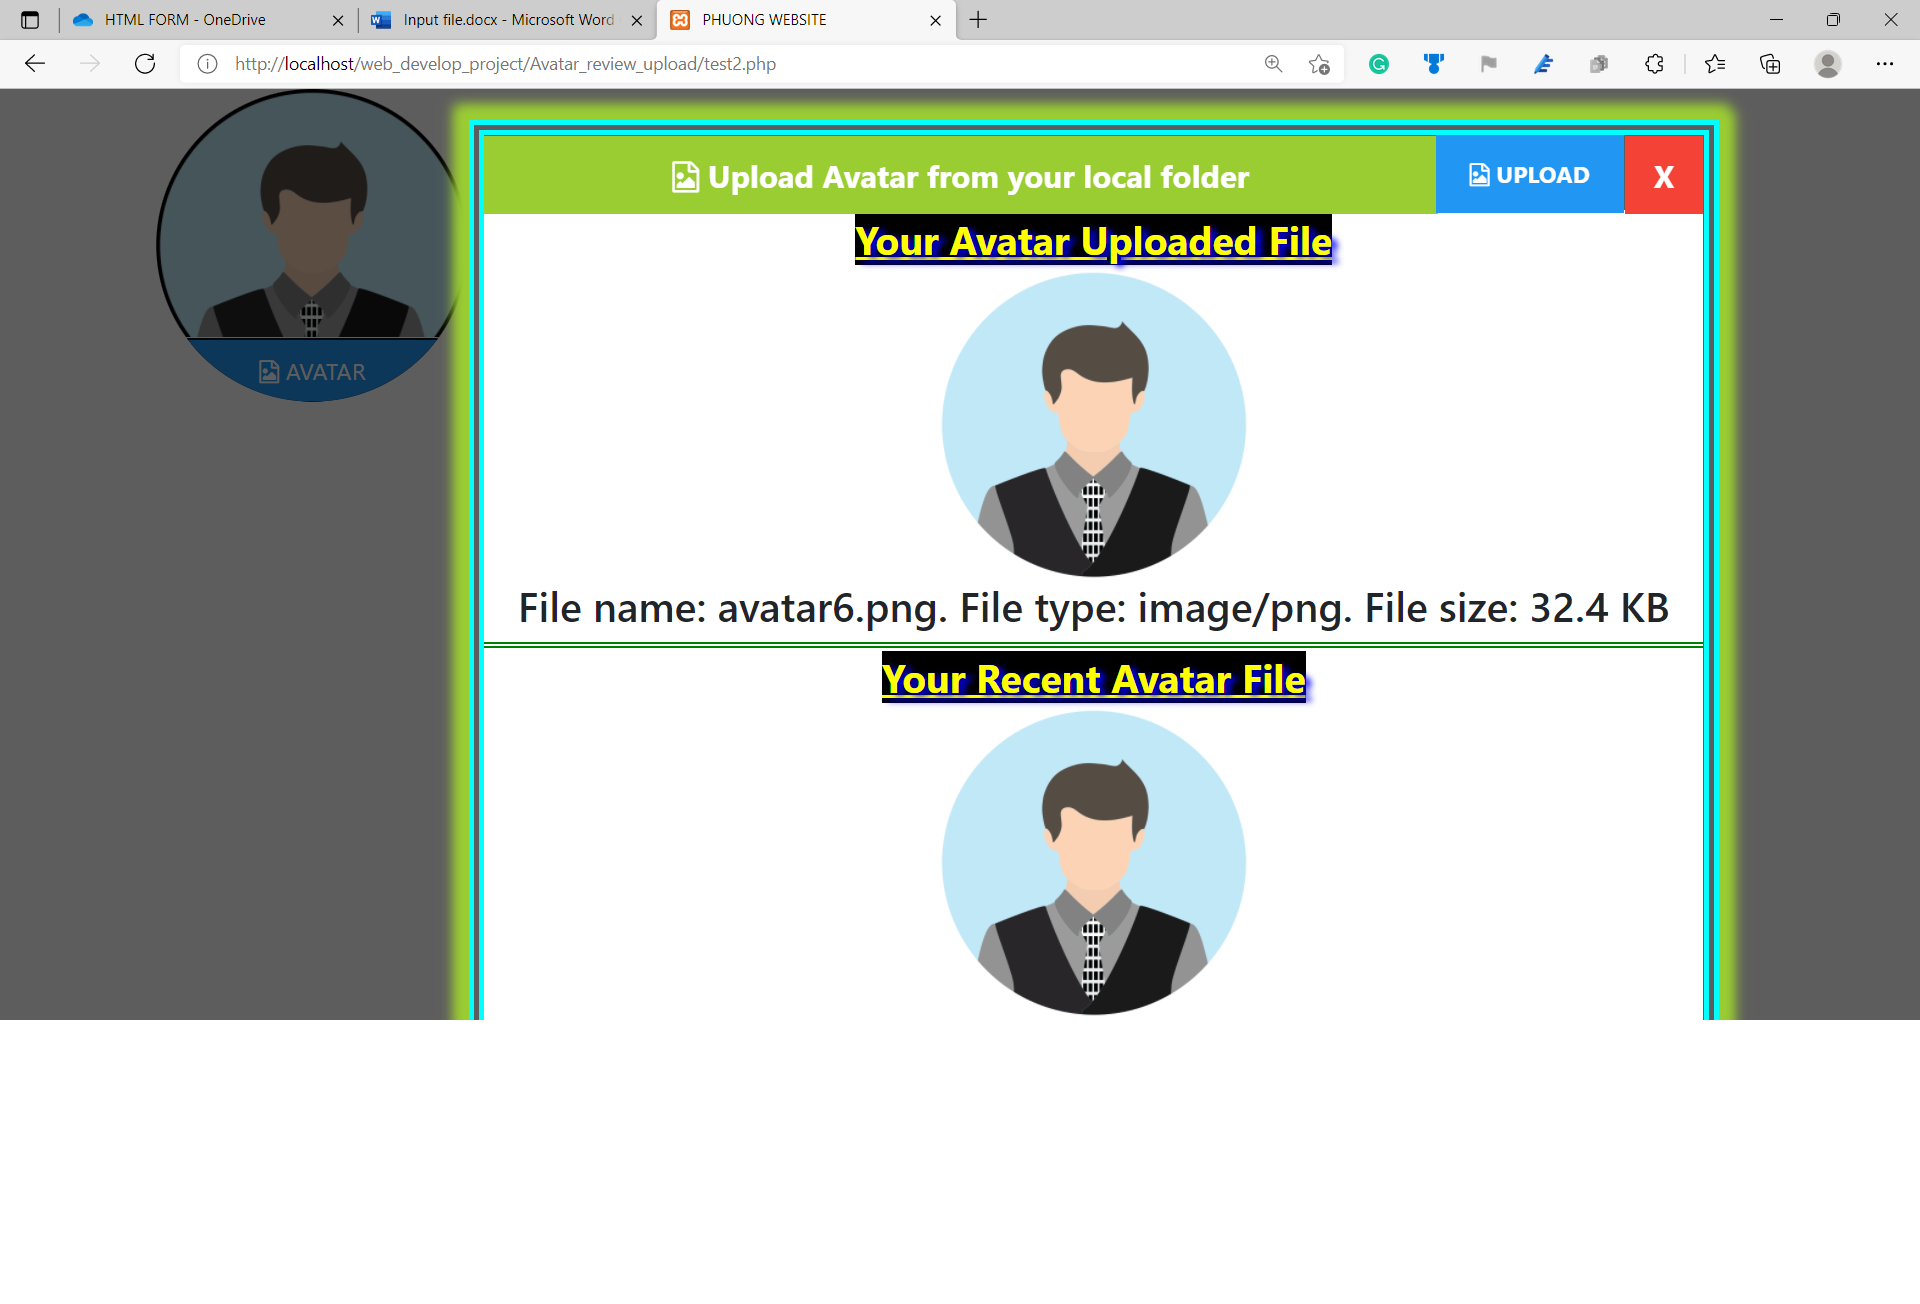 HTML FORM - OneDrive
Input file.docx - Microsoft Word
PHUONG WEBSITE
http://localhost/web_develop_project/Avatar_review_upload/test2.php
Upload Avatar from your local folder
UPLOAD
X
AVATAR
Your Avatar Uploaded File
File name: avatar6.png. File type: image/png. File size: 32.4 KB
Your Recent Avatar File